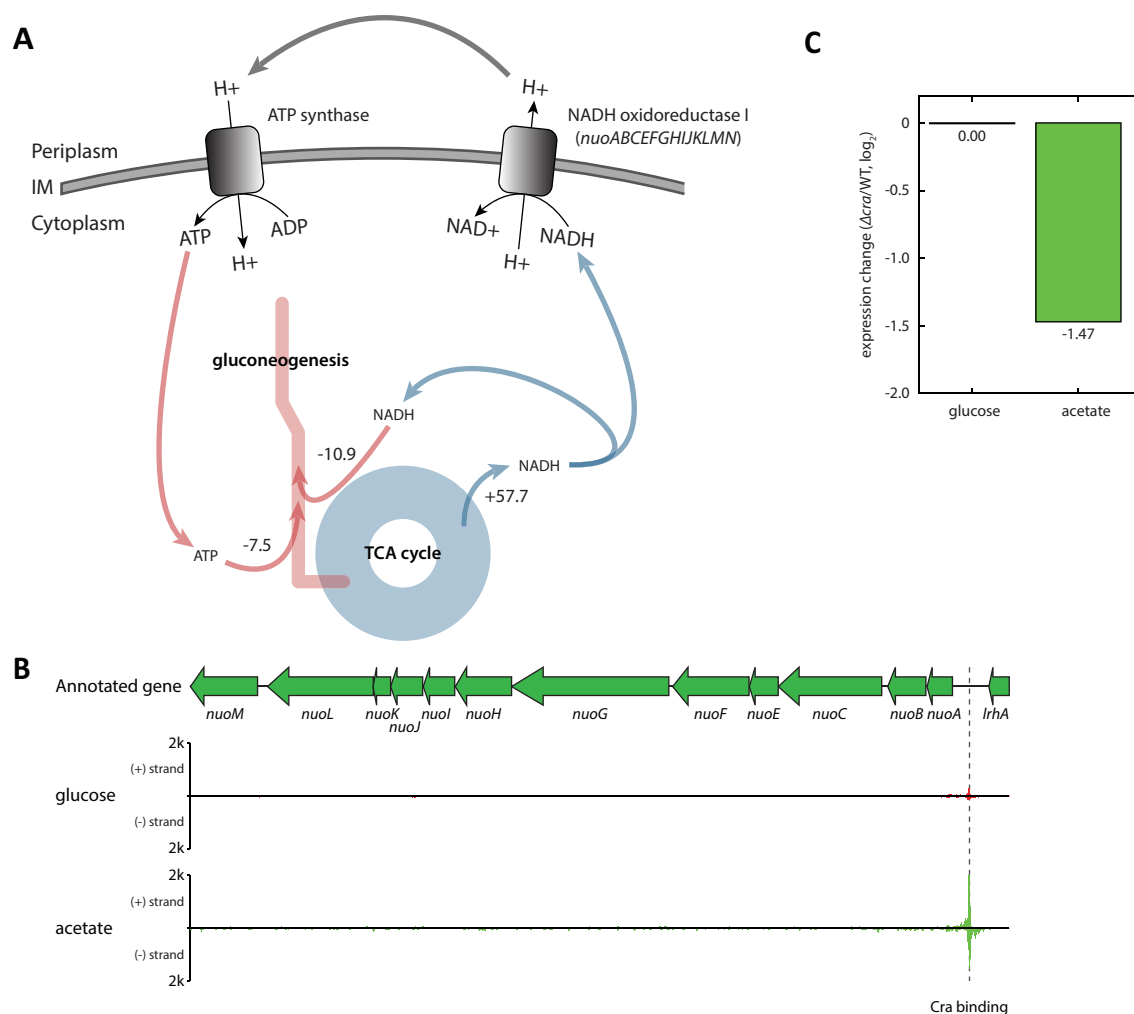 A
H+
H+
ATP synthase
NADH oxidoreductase I
(nuoABCEFGHIJKLMN)
Periplasm
IM
Cytoplasm
ATP
ADP
H+
NAD+
NADH
H+
gluconeogenesis
NADH
-10.9
NADH
+57.7
TCA cycle
ATP
-7.5
C
expression change (Δcra/WT, log2)
0
-0.5
-1.0
-1.5
-2.0
0.00
-1.47
glucose
acetate
B
Annotated gene
nuoM
nuoL
nuoK
nuoJ
nuoI
nuoH
nuoG
nuoF
nuoE
nuoC
nuoB
nuoA
lrhA
2k
(+) strand
glucose
(-) strand
2k
2k
(+) strand
acetate
(-) strand
2k
Cra binding